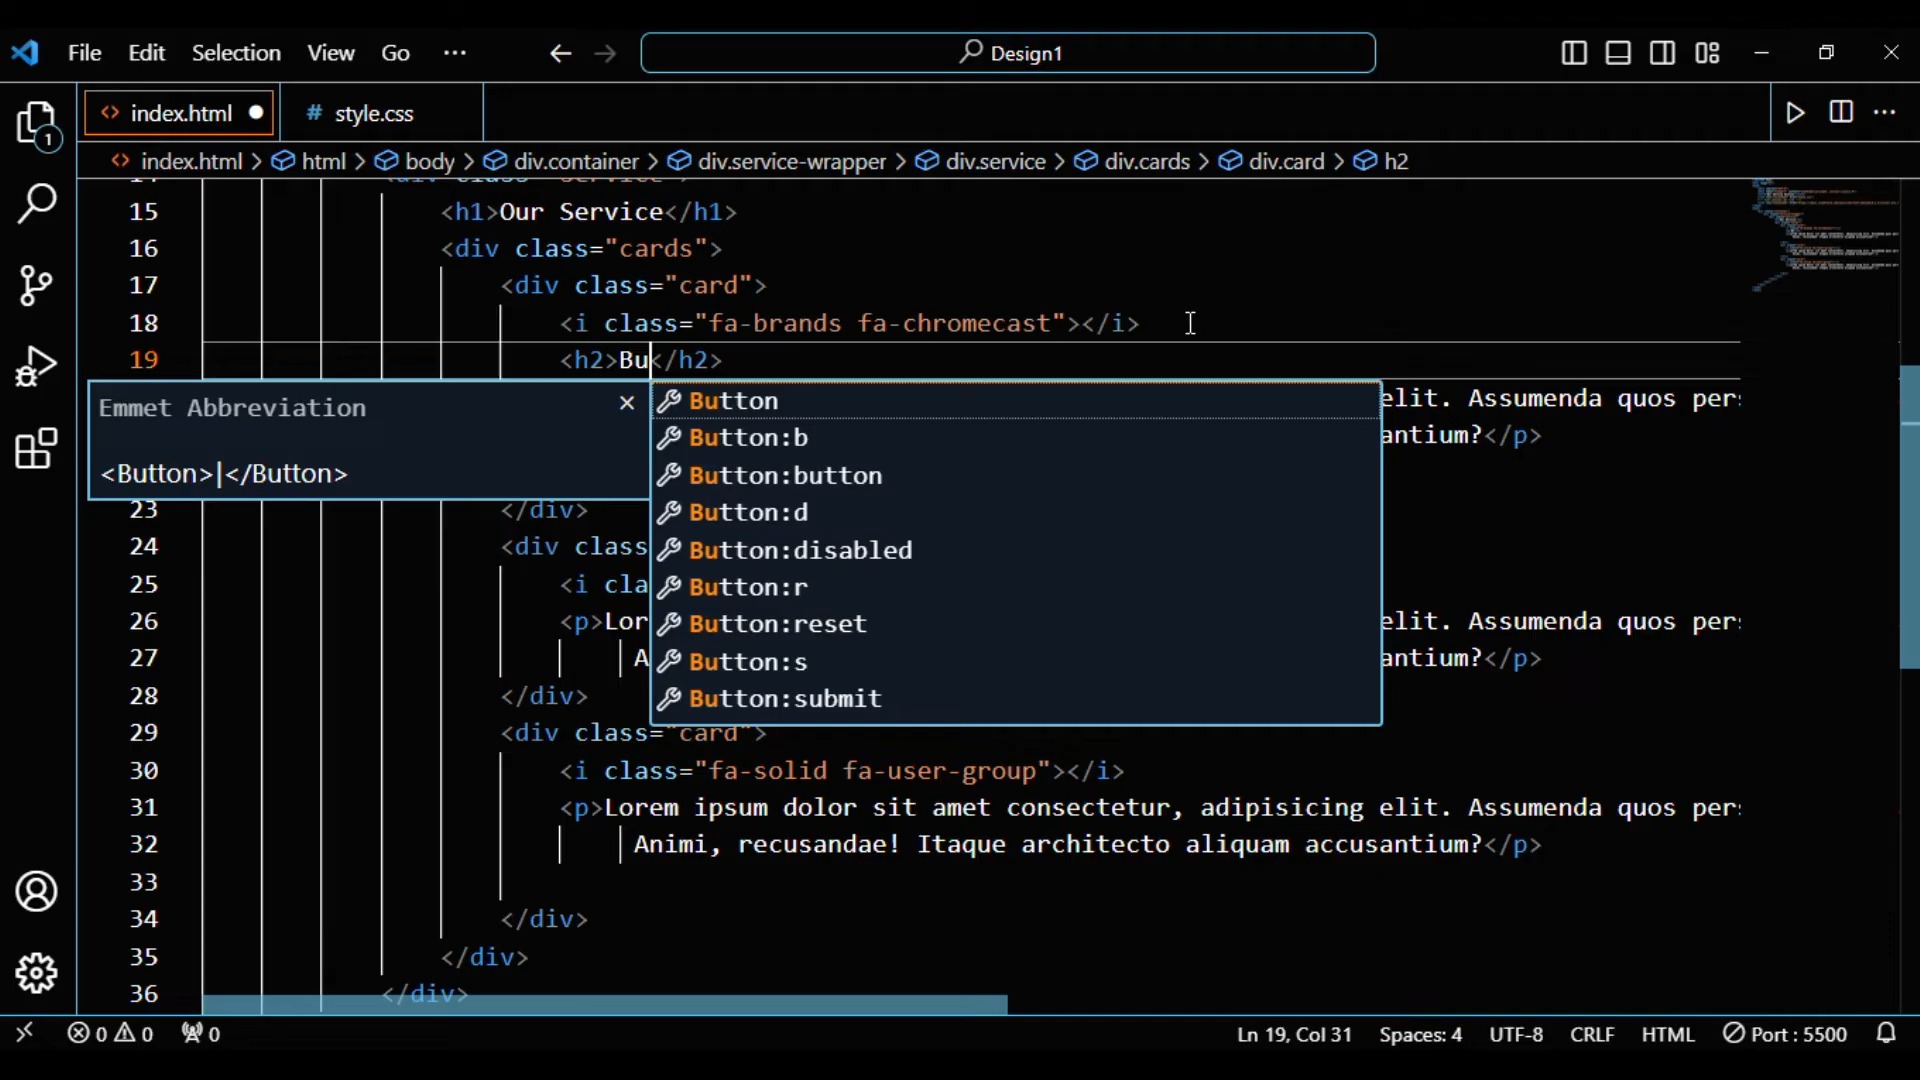 File Edit Selection View Go ··· Design1
index.html # style.css
index.html > html > body > div.container > div.service-wrapper > div.service > div.cards > div.card > h2
15 <h1>Our Service</h1>
16 <div class="cards">
17 <div class="card">
18 <i class="fa-brands fa-chromecast"></i>
19 <h2>Bu</h2>
Emmet Abbreviation
<Button>|</Button>
Button
Button:b
Button:button
Button:d
Button:disabled
Button:r
Button:reset
Button:s
Button:submit
elit. Assumenda quos pers
antium?</p>
23 </div>
24 <div class
25 <i cla
26 <p>Lor elit. Assumenda quos pers
27 A antium?</p>
28 </div>
29 <div class="card">
30 <i class="fa-solid fa-user-group"></i>
31 <p>Lorem ipsum dolor sit amet consectetur, adipisicing elit. Assumenda quos pers
32 Animi, recusandae! Itaque architecto aliquam accusantium?</p>
33
34 </div>
35 </div>
36 </div>
1
0 0 0 Ln 19, Col 31 Spaces: 4 UTF-8 CRLF HTML Port : 5500